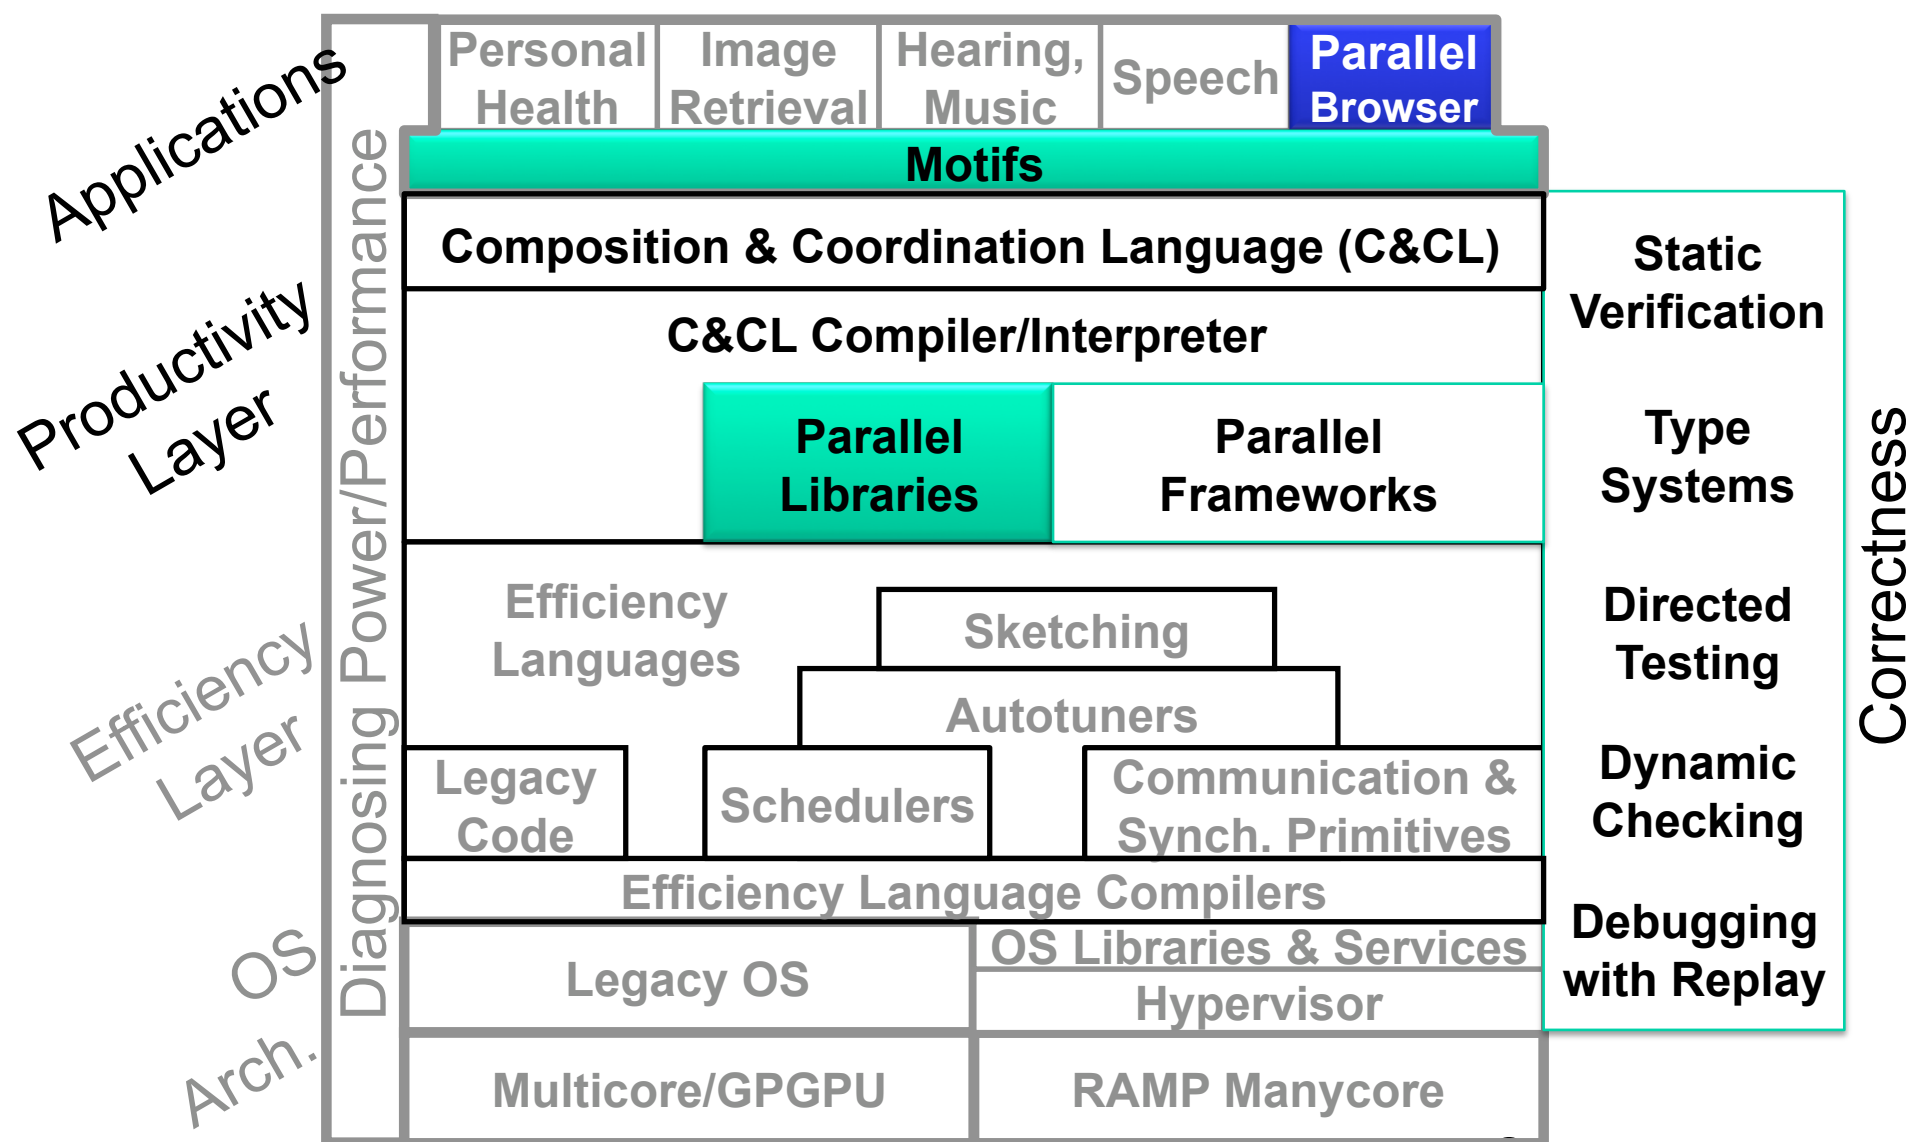 Applications
Productivity
Layer
Efficiency
Layer
OS
Arch.
Diagnosing Power/Performance
Personal
Health
Image
Retrieval
Hearing,
Music
Speech
Parallel
Browser
Motifs
Composition & Coordination Language (C&CL)
C&CL Compiler/Interpreter
Parallel
Libraries
Parallel
Frameworks
Efficiency
Languages
Sketching
Autotuners
Legacy
Code
Schedulers
Communication &
Synch. Primitives
Efficiency Language Compilers
Legacy OS
OS Libraries & Services
Hypervisor
Multicore/GPGPU
RAMP Manycore
Static
Verification
Type
Systems
Directed
Testing
Dynamic
Checking
Debugging
with Replay
Correctness